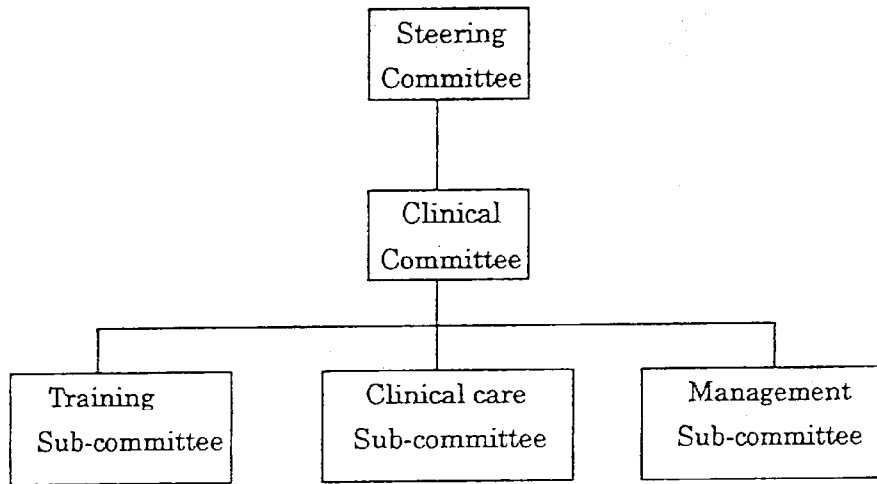 Steering
Committee
Clinical
Committee
Training
Sub-committee
Clinical care
Sub-committee
Management
Sub-committee